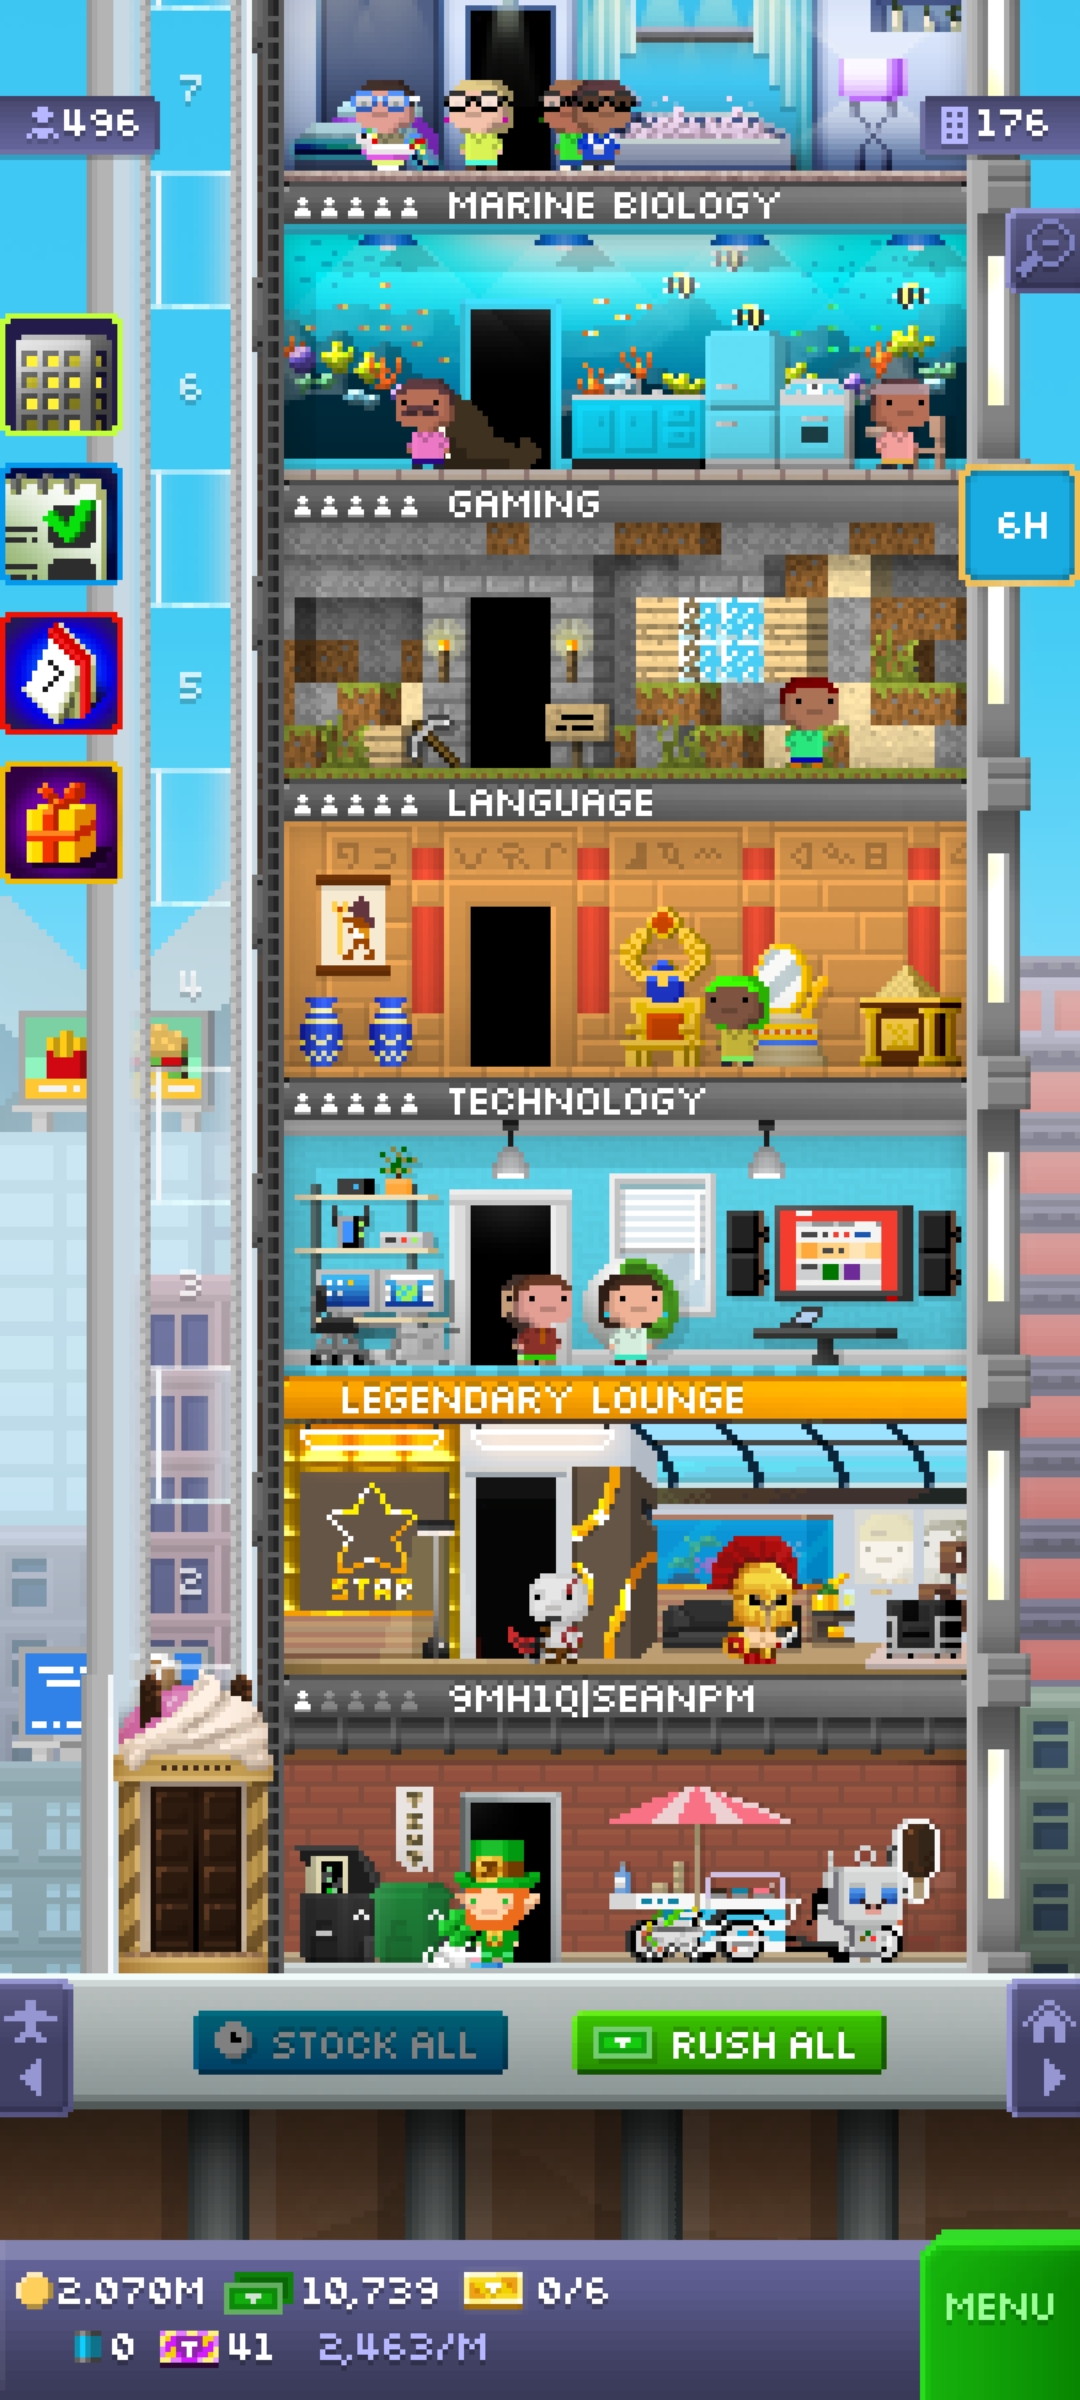 7
496
176
MARINE BIOLOGY
6
GAMING
6H
5
LANGUAGE
4
TECHNOLOGY
3
LEGENDARY LOUNGE
STAR
2
9MH1Q|SEANPM
TINY
STOCK ALL
RUSH ALL
2.070M
10,739
0/6
MENU
0
41
2,463/M